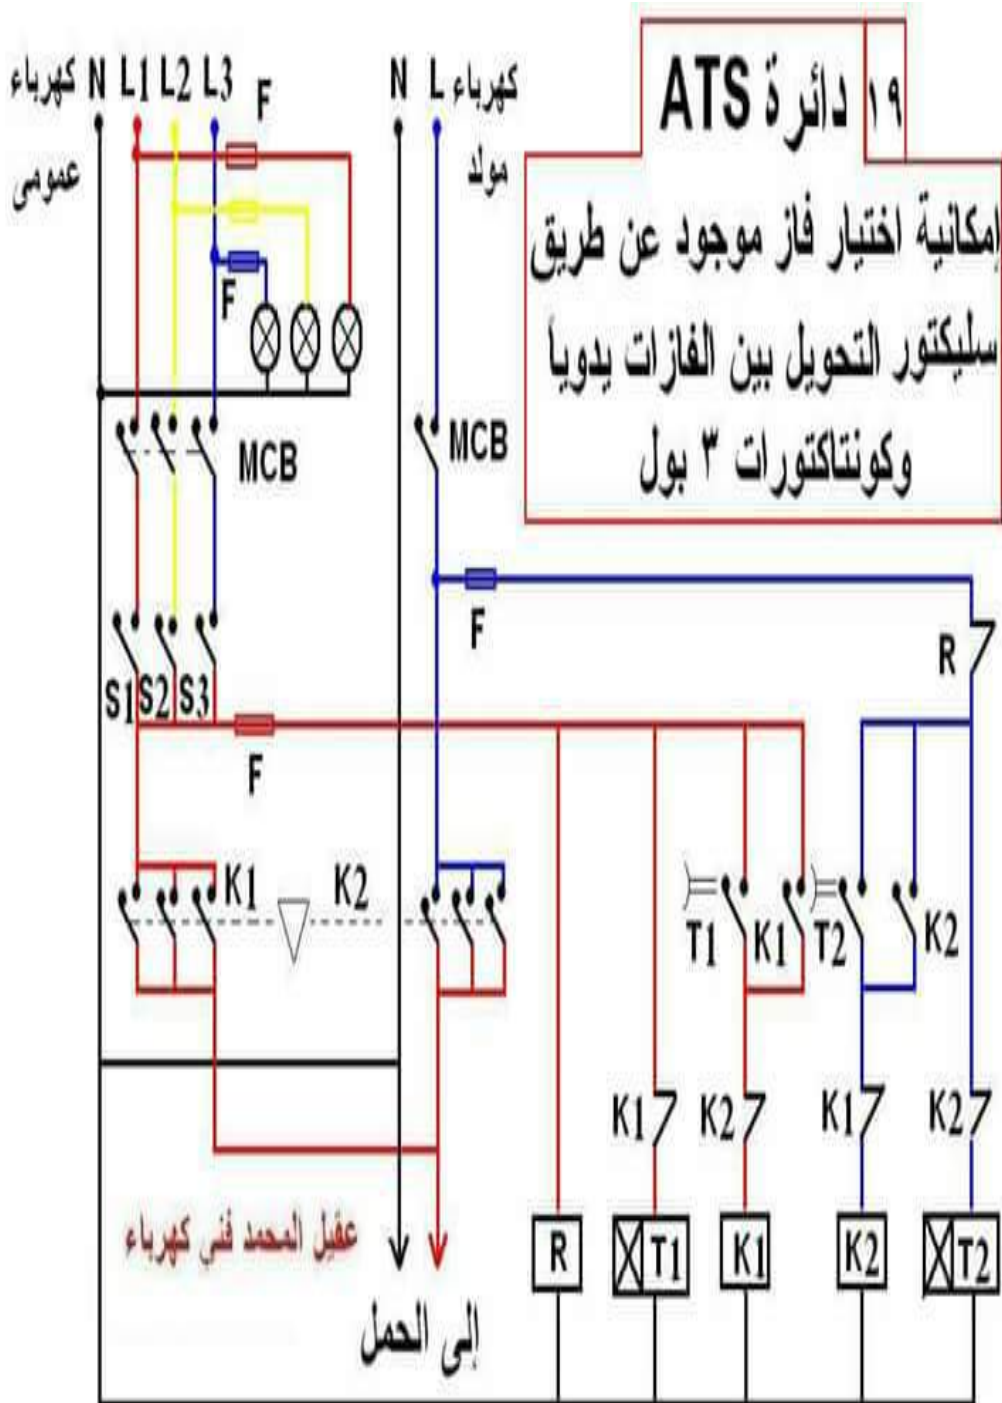 ١٩ دائرة ATS
إمكانية اختيار فاز موجود عن طريق
سليكتور التحويل بين الفازات يدوياً
وكونتاكتورات ٣ بول
كهرباء N L1 L2 L3 F
عمومى
N L كهرباء
مولد
F
MCB
MCB
F
R
S1 S2 S3
F
K1 K2
T1 K1 T2 K2
K1 K2 K1 K2
عقيل المحمد فني كهرباء
R T1 K1 K2 T2
إلى الحمل